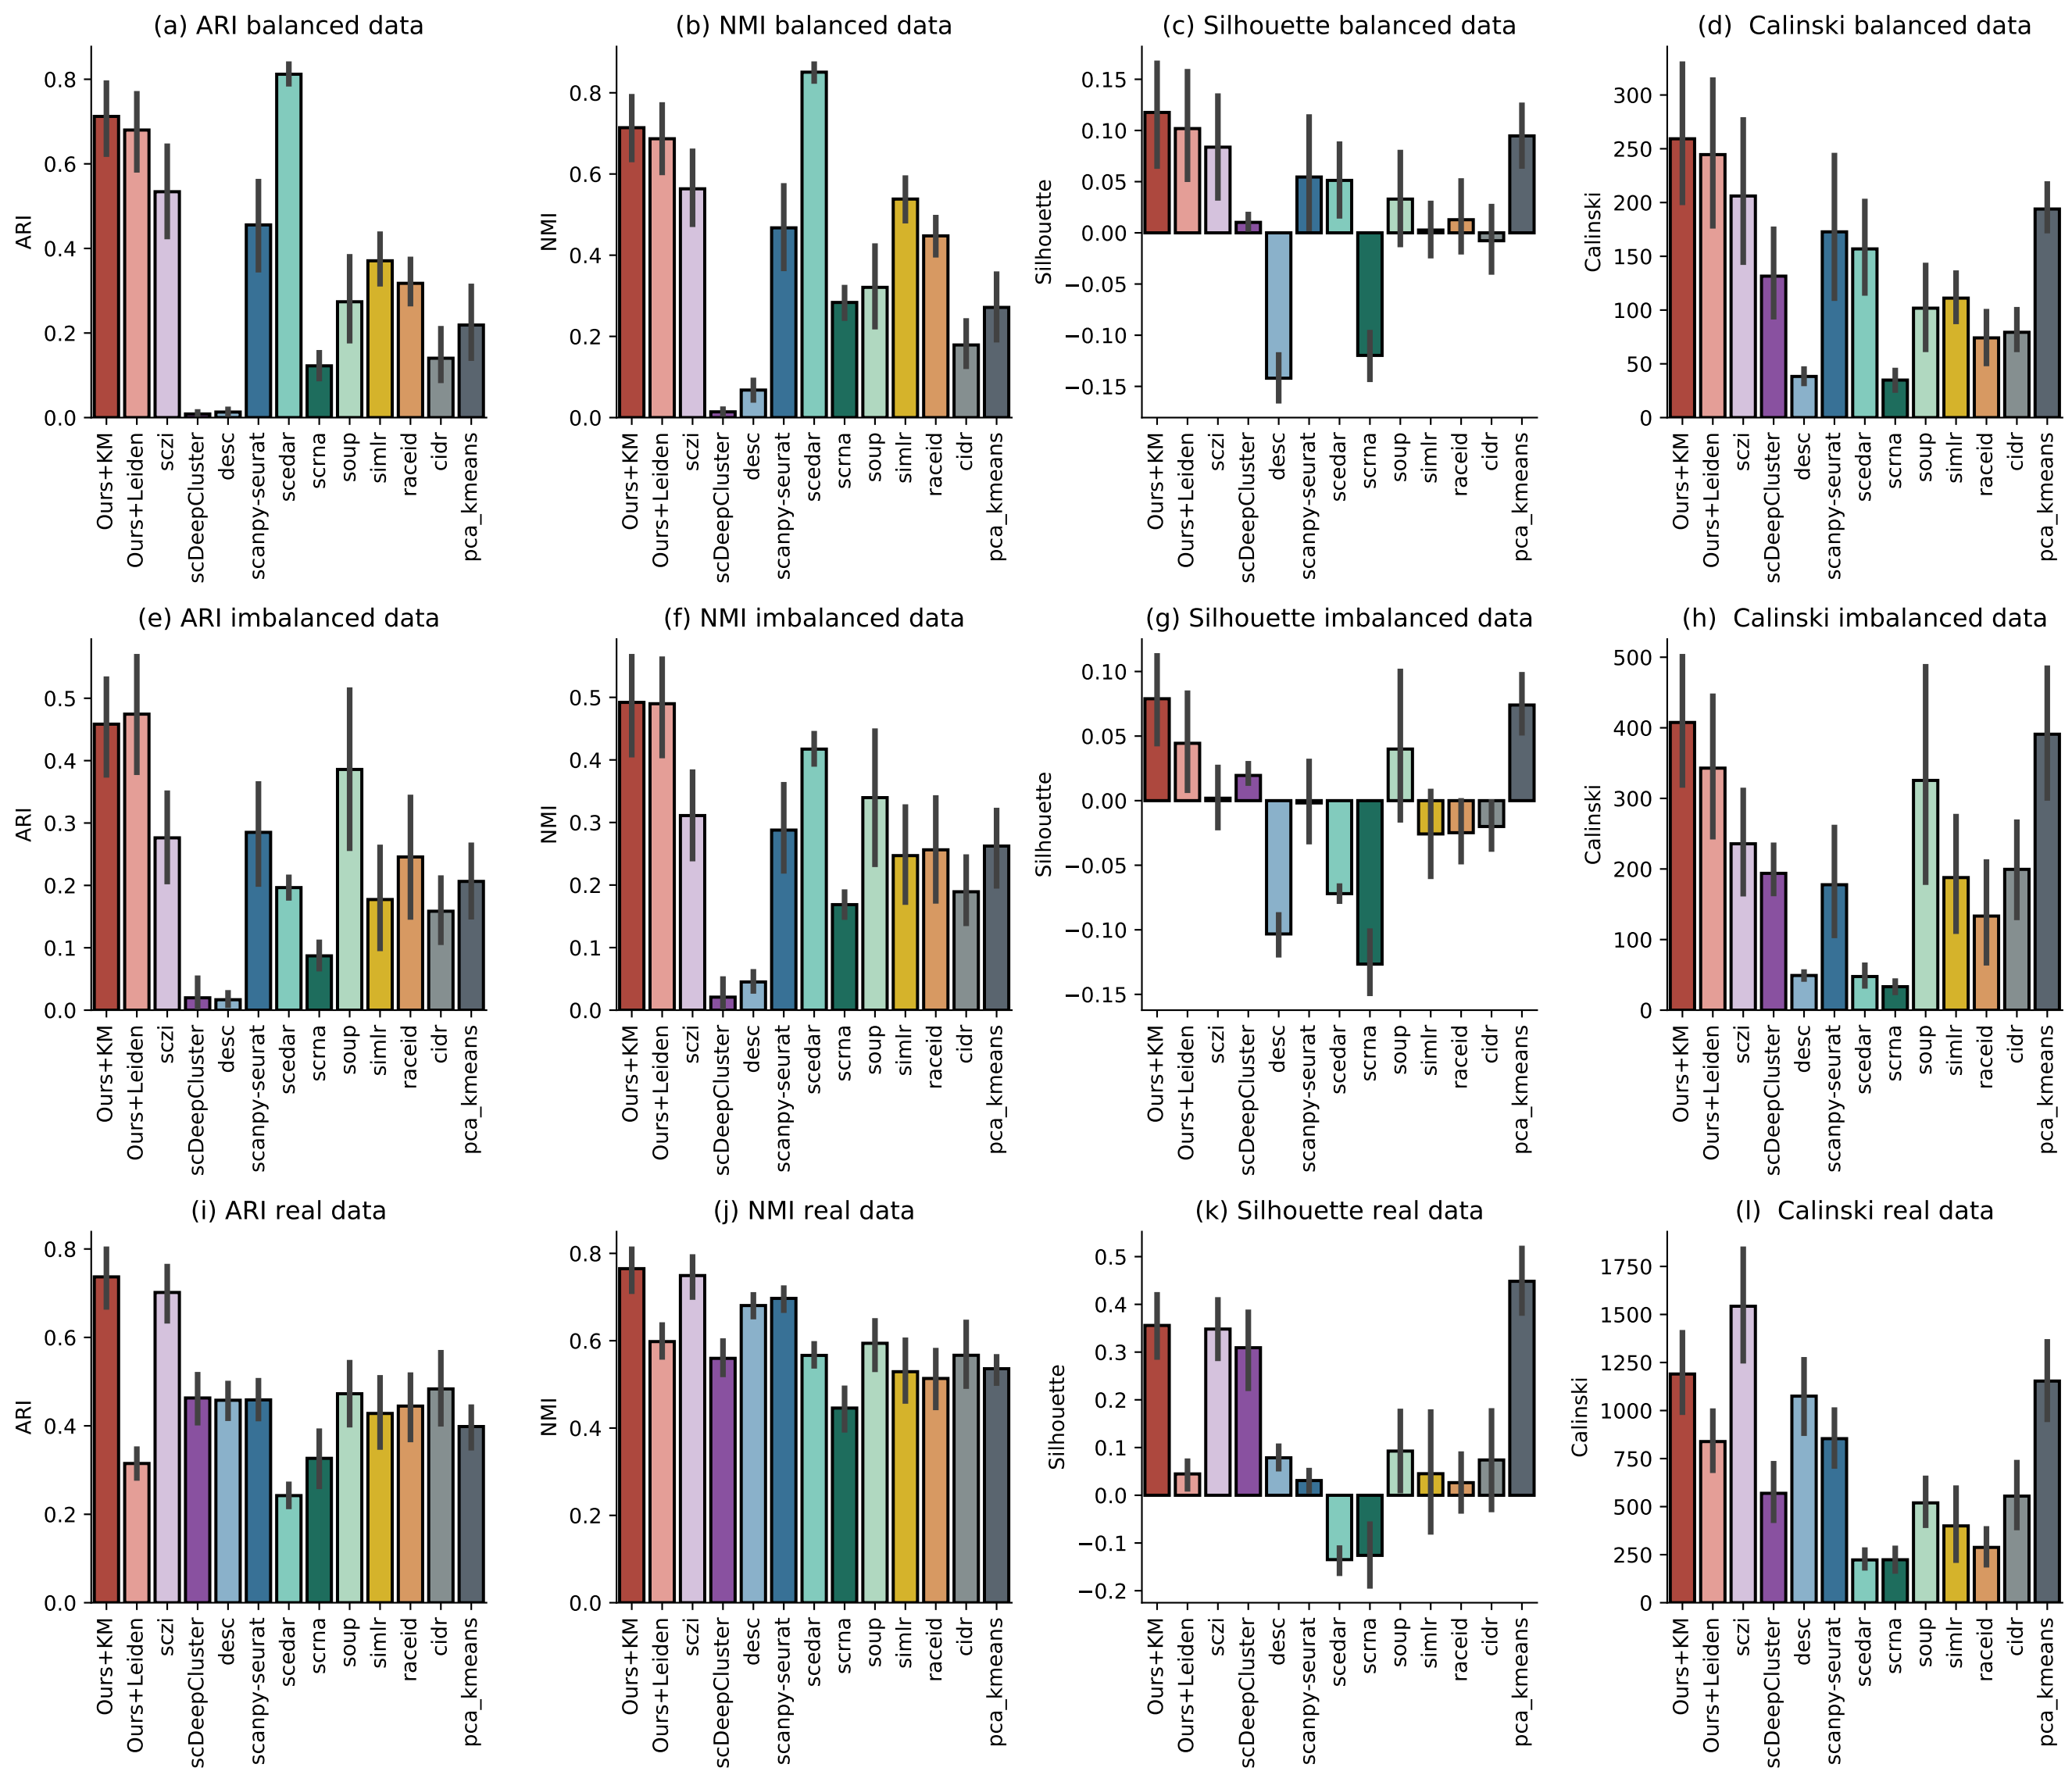 (a) ARI balanced data
(b) NMI balanced data
(c) Silhouette balanced data
(d) Calinski balanced data
ARI
0.8
0.6
0.4
0.2
0.0
Ours+KM
Ours+Leiden
sczi
scDeepCluster
desc
scanpy-seurat
scedar
scrna
soup
simlr
raceid
cidr
pca_kmeans
NMI
0.8
0.6
0.4
0.2
0.0
Ours+KM
Ours+Leiden
sczi
scDeepCluster
desc
scanpy-seurat
scedar
scrna
soup
simlr
raceid
cidr
pca_kmeans
Silhouette
0.15
0.10
0.05
0.00
−0.05
−0.10
−0.15
Ours+KM
Ours+Leiden
sczi
scDeepCluster
desc
scanpy-seurat
scedar
scrna
soup
simlr
raceid
cidr
pca_kmeans
Calinski
300
250
200
150
100
50
0
Ours+KM
Ours+Leiden
sczi
scDeepCluster
desc
scanpy-seurat
scedar
scrna
soup
simlr
raceid
cidr
pca_kmeans
(e) ARI imbalanced data
(f) NMI imbalanced data
(g) Silhouette imbalanced data
(h) Calinski imbalanced data
ARI
0.5
0.4
0.3
0.2
0.1
0.0
Ours+KM
Ours+Leiden
sczi
scDeepCluster
desc
scanpy-seurat
scedar
scrna
soup
simlr
raceid
cidr
pca_kmeans
NMI
0.5
0.4
0.3
0.2
0.1
0.0
Ours+KM
Ours+Leiden
sczi
scDeepCluster
desc
scanpy-seurat
scedar
scrna
soup
simlr
raceid
cidr
pca_kmeans
Silhouette
0.10
0.05
0.00
−0.05
−0.10
−0.15
Ours+KM
Ours+Leiden
sczi
scDeepCluster
desc
scanpy-seurat
scedar
scrna
soup
simlr
raceid
cidr
pca_kmeans
Calinski
500
400
300
200
100
0
Ours+KM
Ours+Leiden
sczi
scDeepCluster
desc
scanpy-seurat
scedar
scrna
soup
simlr
raceid
cidr
pca_kmeans
(i) ARI real data
(j) NMI real data
(k) Silhouette real data
(l) Calinski real data
ARI
0.8
0.6
0.4
0.2
0.0
Ours+KM
Ours+Leiden
sczi
scDeepCluster
desc
scanpy-seurat
scedar
scrna
soup
simlr
raceid
cidr
pca_kmeans
NMI
0.8
0.6
0.4
0.2
0.0
Ours+KM
Ours+Leiden
sczi
scDeepCluster
desc
scanpy-seurat
scedar
scrna
soup
simlr
raceid
cidr
pca_kmeans
Silhouette
0.5
0.4
0.3
0.2
0.1
0.0
−0.1
−0.2
Ours+KM
Ours+Leiden
sczi
scDeepCluster
desc
scanpy-seurat
scedar
scrna
soup
simlr
raceid
cidr
pca_kmeans
Calinski
1750
1500
1250
1000
750
500
250
0
Ours+KM
Ours+Leiden
sczi
scDeepCluster
desc
scanpy-seurat
scedar
scrna
soup
simlr
raceid
cidr
pca_kmeans